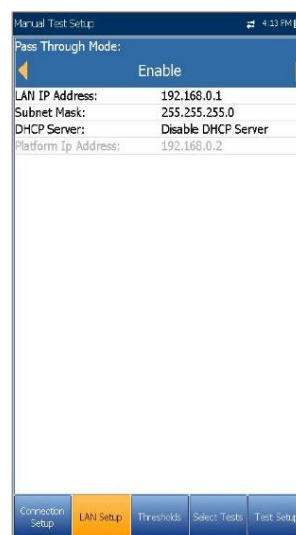 Manual Test Setup 4:13 PM
Pass Through Mode:
Enable
LAN IP Address: 192.168.0.1
Subnet Mask: 255.255.255.0
DHCP Server: Disable DHCP Server
Platform Ip Address: 192.168.0.2
Connection Setup LAN Setup Thresholds Select Tests Test Setup